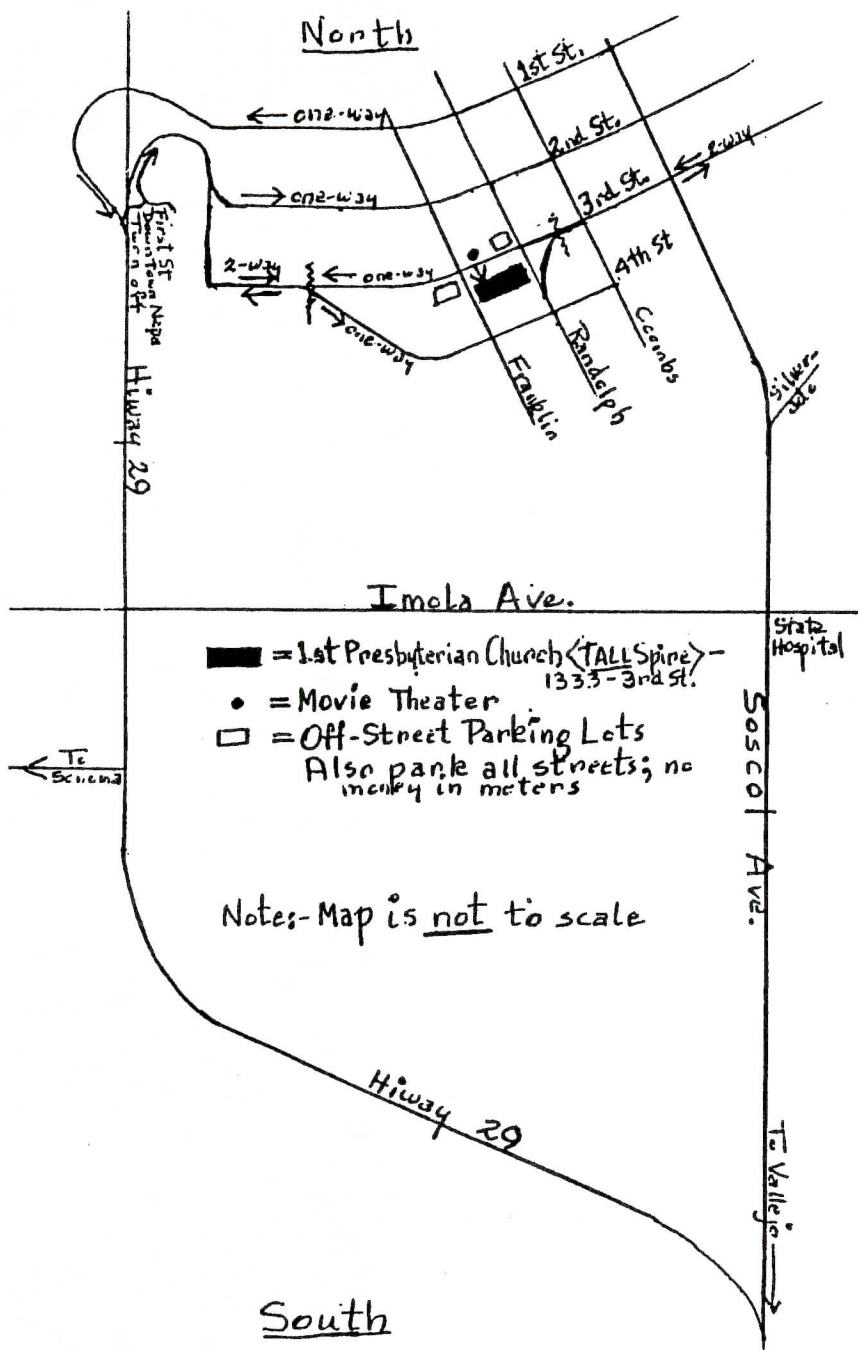 North
1st St.
one-way
2nd St.
2-way
3rd St.
one-way
First St
DownTown Napa
Turn off
2-way
one-way
4th St
one-way
Franklin
Randolph
Coombs
Silver-
ado
Hiway 29
Imola Ave.
State
Hospital
= 1st Presbyterian Church <TALL Spire> -
1333 - 3rd St.
= Movie Theater
= Off-Street Parking Lots
Also park all streets; no
money in meters
To
Sonoma
Soscol Ave.
Note:- Map is not to scale
Hiway 29
To Vallejo
South